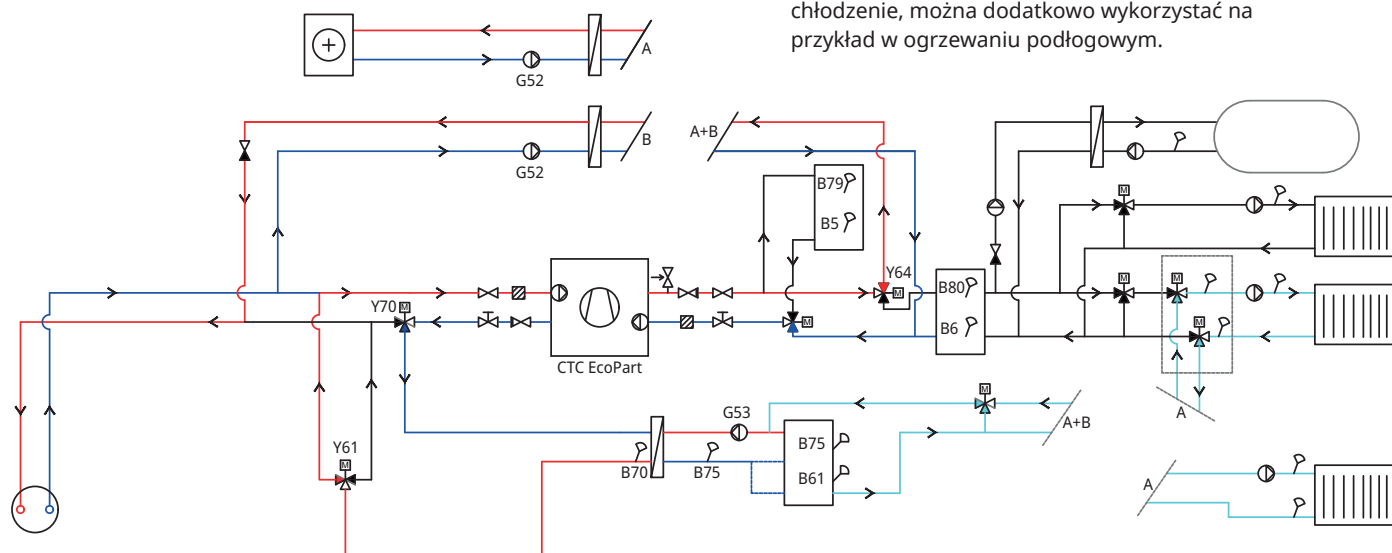 chłodzenie, można dodatkowo wykorzystać na
przykład w ogrzewaniu podłogowym.
A
G52
B
G52
A+B
B79
B5
Y64
M
M
Y70
M
B80
B6
M
M
M
M
A
CTC EcoPart
Y61
M
G53
B70
B75
B75
B61
M
A+B
A